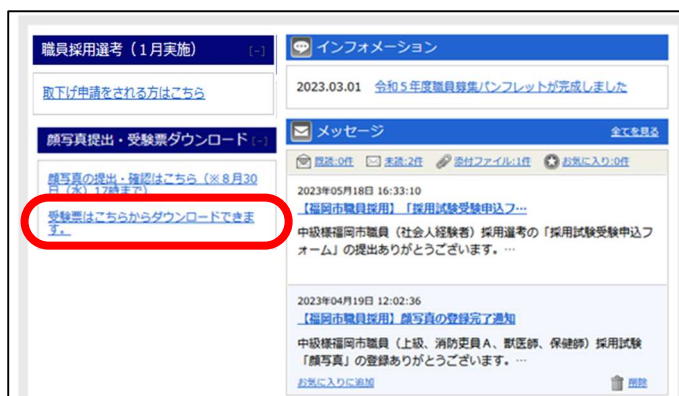 職員採用選考（１月実施） [-]
取下げ申請をされる方はこちら
顔写真提出・受験票ダウンロード [-]
顔写真の提出・確認はこちら（※８月30
日（水）17時まで）
受験票はこちらからダウンロードできま
す。
インフォメーション
2023.03.01 令和５年度職員募集パンフレットが完成しました
メッセージ 全てを見る
既読:0件 未読:2件 添付ファイル:1件 お気に入り:0件
2023年05月18日 16:33:10
【福岡市職員採用】「採用試験受験申込フ…
中級様福岡市職員（社会人経験者）採用選考の「採用試験受験申込フ
ォーム」の提出ありがとうございます。…
2023年04月19日 12:02:36
【福岡市職員採用】顔写真の登録完了通知
中級様福岡市職員（上級、消防吏員Ａ、獣医師、保健師）採用試験
「顔写真」の登録ありがとうございます。…
お気に入りに追加 削除